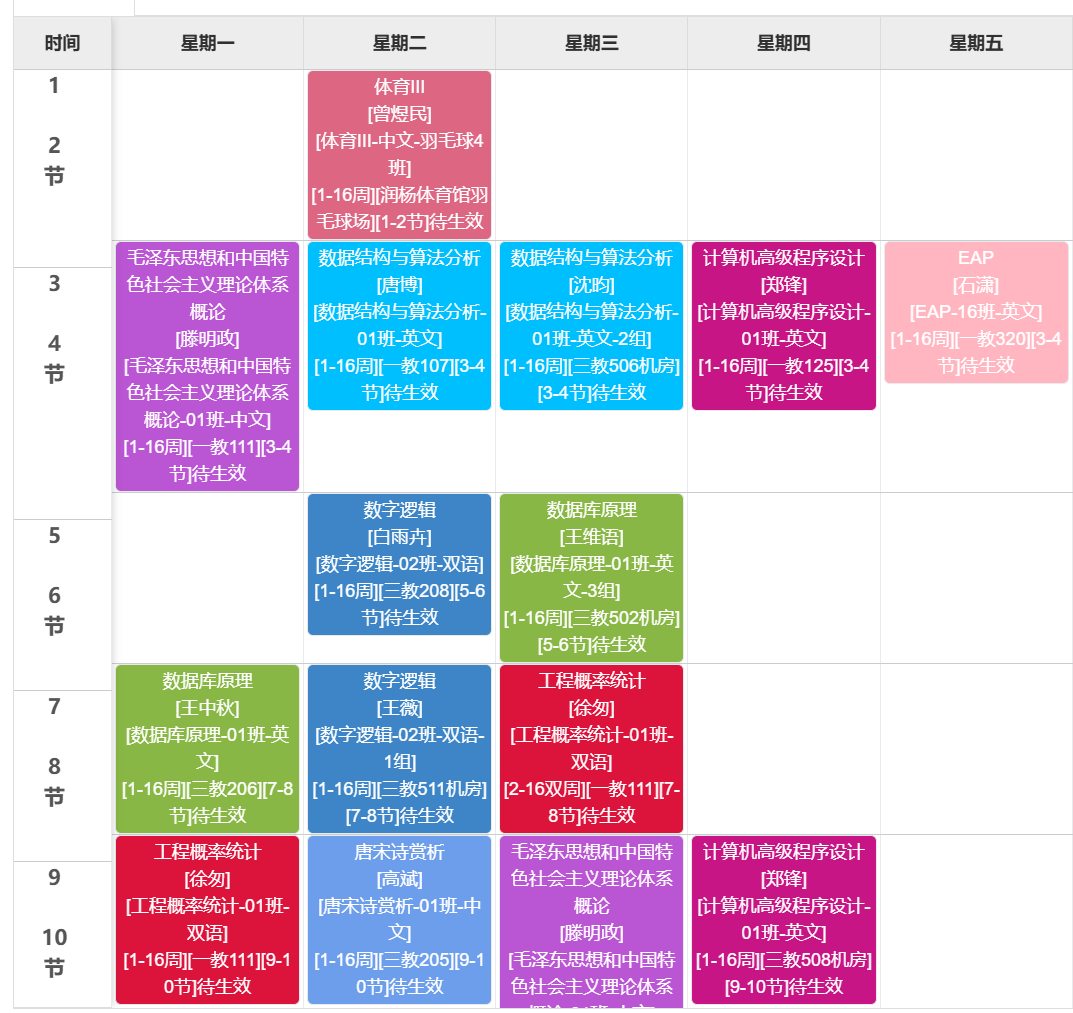 时间
星期一
星期二
星期三
星期四
星期五
1
2
节
体育III
[曾煜民]
[体育III-中文-羽毛球4
班]
[1-16周][润杨体育馆羽
毛球场][1-2节]待生效
3
4
节
毛泽东思想和中国特
色社会主义理论体系
概论
[滕明政]
[毛泽东思想和中国特
色社会主义理论体系
概论-01班-中文]
[1-16周][一教111][3-4
节]待生效
数据结构与算法分析
[唐博]
[数据结构与算法分析-
01班-英文]
[1-16周][一教107][3-4
节]待生效
数据结构与算法分析
[沈昀]
[数据结构与算法分析-
01班-英文-2组]
[1-16周][三教506机房]
[3-4节]待生效
计算机高级程序设计
[郑锋]
[计算机高级程序设计-
01班-英文]
[1-16周][一教125][3-4
节]待生效
EAP
[石潇]
[EAP-16班-英文]
[1-16周][一教320][3-4
节]待生效
5
6
节
数字逻辑
[白雨卉]
[数字逻辑-02班-双语]
[1-16周][三教208][5-6
节]待生效
数据库原理
[王维语]
[数据库原理-01班-英
文-3组]
[1-16周][三教502机房]
[5-6节]待生效
7
8
节
数据库原理
[王中秋]
[数据库原理-01班-英
文]
[1-16周][三教206][7-8
节]待生效
数字逻辑
[王薇]
[数字逻辑-02班-双语-
1组]
[1-16周][三教511机房]
[7-8节]待生效
工程概率统计
[徐匆]
[工程概率统计-01班-
双语]
[2-16双周][一教111][7-
8节]待生效
9
10
节
工程概率统计
[徐匆]
[工程概率统计-01班-
双语]
[1-16周][一教111][9-1
0节]待生效
唐宋诗赏析
[高斌]
[唐宋诗赏析-01班-中
文]
[1-16周][三教205][9-1
0节]待生效
毛泽东思想和中国特
色社会主义理论体系
概论
[滕明政]
[毛泽东思想和中国特
色社会主义理论体系
计算机高级程序设计
[郑锋]
[计算机高级程序设计-
01班-英文]
[1-16周][三教508机房]
[9-10节]待生效